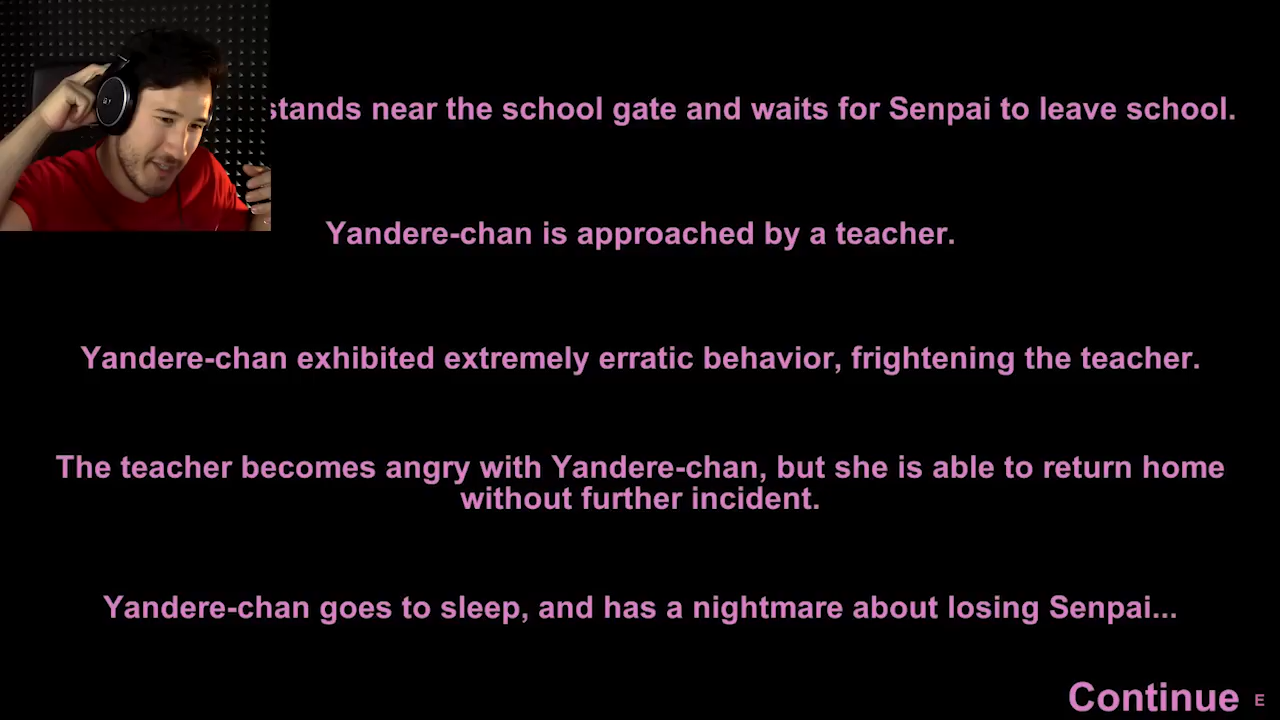 stands near the school gate and waits for Senpai to leave school.
Yandere-chan is approached by a teacher.
Yandere-chan exhibited extremely erratic behavior, frightening the teacher.
The teacher becomes angry with Yandere-chan, but she is able to return home
without further incident.
Yandere-chan goes to sleep, and has a nightmare about losing Senpai...
Continue E